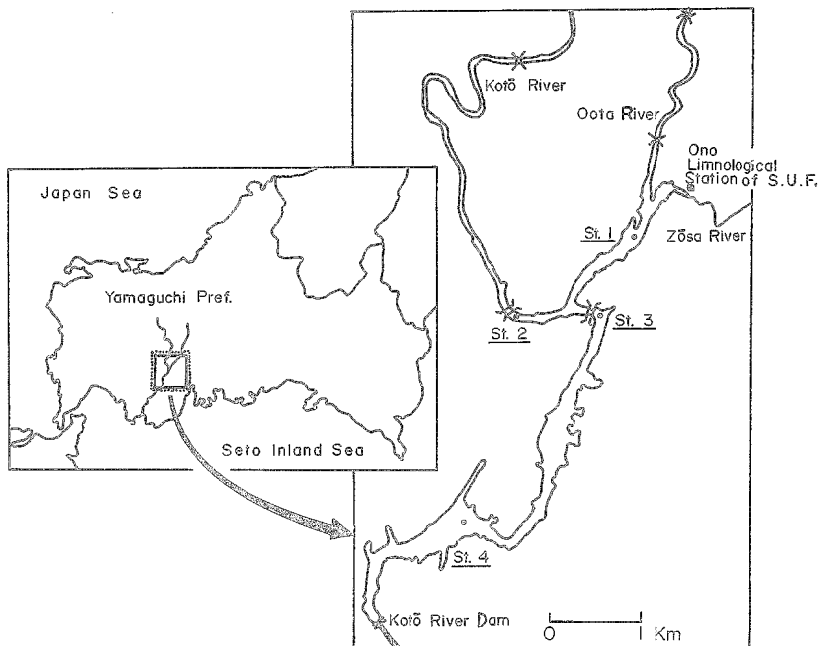 Kotō River
Oota River
Ono
Limnological
Station of S.U.F.
St. 1
Zōsa River
St. 2
St. 3
St. 4
Kotō River Dam
0 1 Km
Japan Sea
Yamaguchi Pref.
Seto Inland Sea